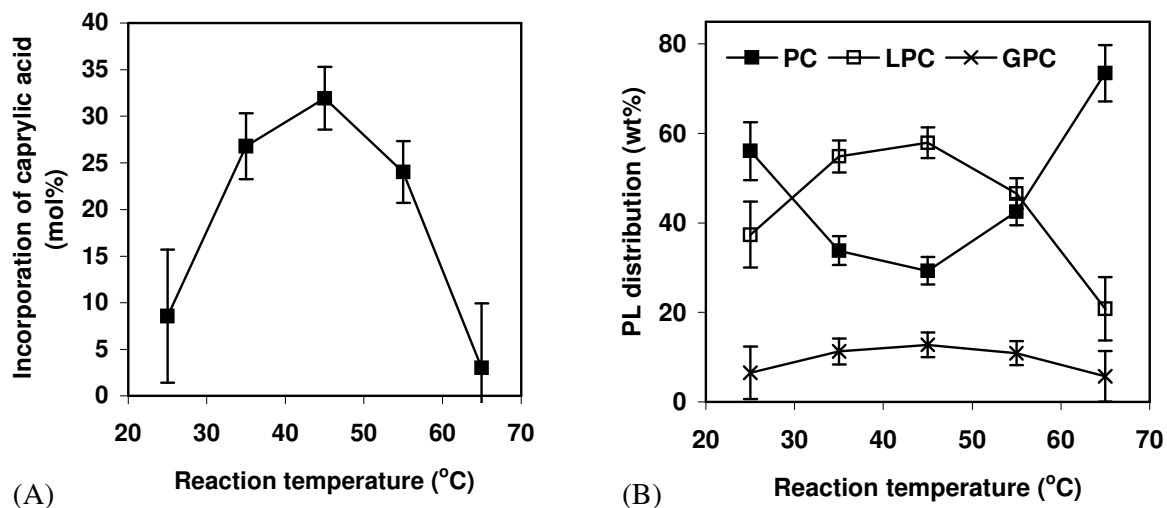 Incorporation of caprylic acid
(mol%)
40
35
30
25
20
15
10
5
0
20 30 40 50 60 70
Reaction temperature (°C)
(A)
PL distribution (wt%)
80
60
40
20
0
PC LPC GPC
20 30 40 50 60 70
Reaction temperature (°C)
(B)